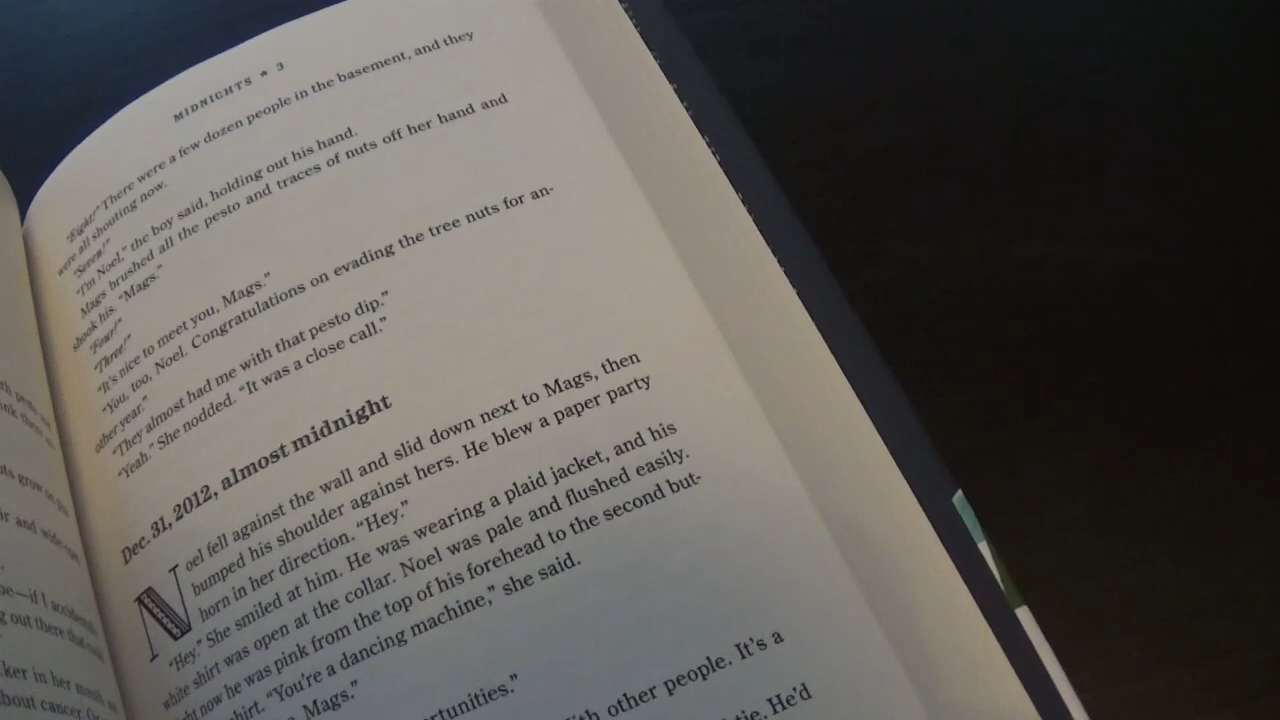 MIDNIGHTS ★ 3
"Eight!" There were a few dozen people in the basement, and they
were all shouting now.
"Seven!"
"I'm Noel," the boy said, holding out his hand.
Mags brushed all the pesto and traces of nuts off her hand and
shook his. "Mags."
"Four!"
"Three!"
"It's nice to meet you, Mags."
"You, too, Noel. Congratulations on evading the tree nuts for an-
other year."
"They almost had me with that pesto dip."
"Yeah." She nodded. "It was a close call."
Dec. 31, 2012, almost midnight
Noel fell against the wall and slid down next to Mags, then
bumped his shoulder against hers. He blew a paper party
horn in her direction. "Hey."
"Hey." She smiled at him. He was wearing a plaid jacket, and his
white shirt was open at the collar. Noel was pale and flushed easily.
now he was pink from the top of his forehead to the second but-
"You're a dancing machine," she said.
Mags."
other people. It's a
He'd